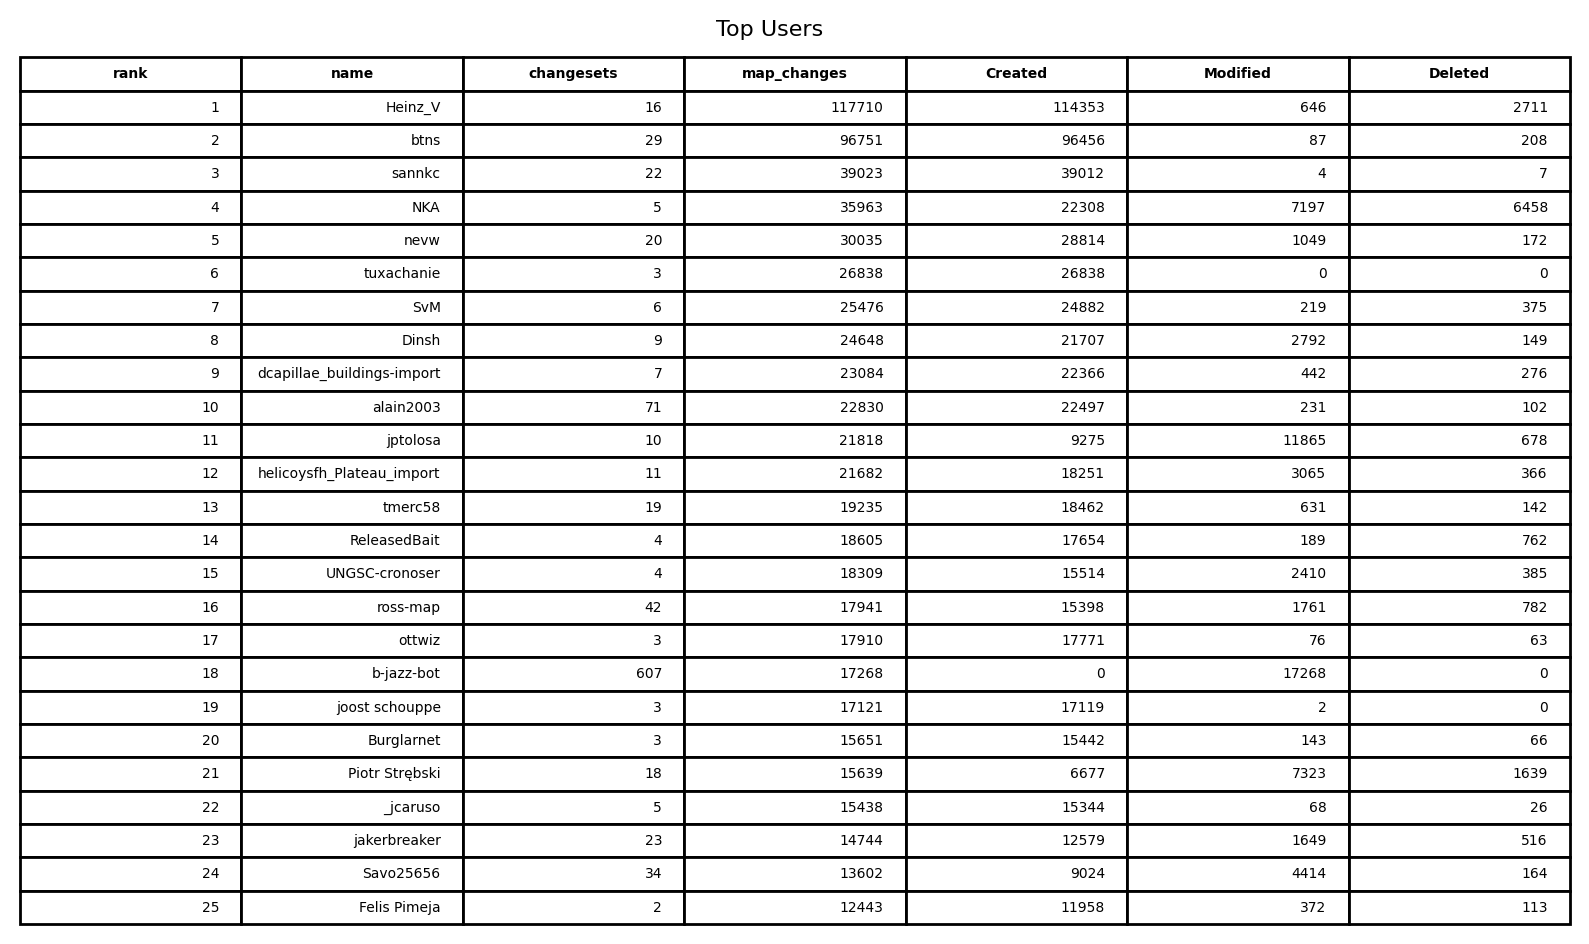 Top Users
rank name changesets map_changes Created Modified Deleted
1 Heinz_V 16 117710 114353 646 2711
2 btns 29 96751 96456 87 208
3 sannkc 22 39023 39012 4 7
4 NKA 5 35963 22308 7197 6458
5 nevw 20 30035 28814 1049 172
6 tuxachanie 3 26838 26838 0 0
7 SvM 6 25476 24882 219 375
8 Dinsh 9 24648 21707 2792 149
9 dcapillae_buildings-import 7 23084 22366 442 276
10 alain2003 71 22830 22497 231 102
11 jptolosa 10 21818 9275 11865 678
12 helicoysfh_Plateau_import 11 21682 18251 3065 366
13 tmerc58 19 19235 18462 631 142
14 ReleasedBait 4 18605 17654 189 762
15 UNGSC-cronoser 4 18309 15514 2410 385
16 ross-map 42 17941 15398 1761 782
17 ottwiz 3 17910 17771 76 63
18 b-jazz-bot 607 17268 0 17268 0
19 joost schouppe 3 17121 17119 2 0
20 Burglarnet 3 15651 15442 143 66
21 Piotr Strębski 18 15639 6677 7323 1639
22 _jcaruso 5 15438 15344 68 26
23 jakerbreaker 23 14744 12579 1649 516
24 Savo25656 34 13602 9024 4414 164
25 Felis Pimeja 2 12443 11958 372 113